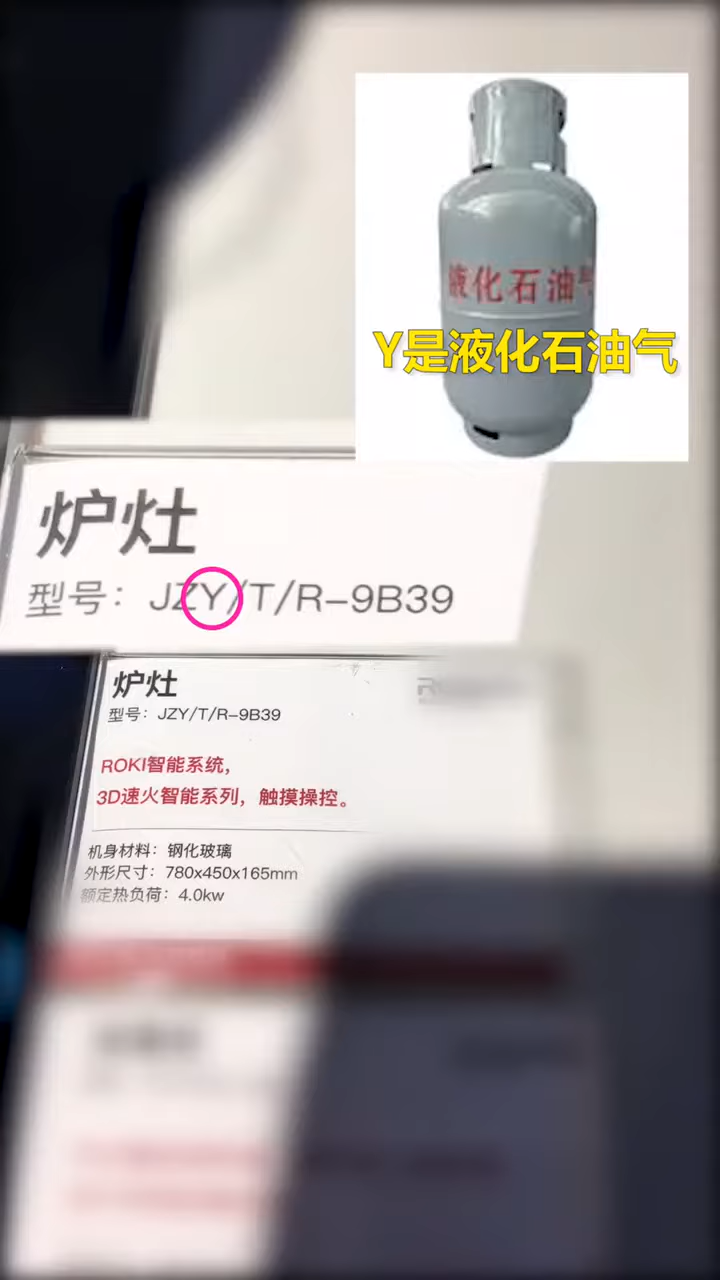 液化石油气
Y是液化石油气
炉灶
型号：JZY/T/R-9B39
炉灶
型号：JZY/T/R-9B39
ROKI智能系统，
3D速火智能系列，触摸操控。
机身材料：钢化玻璃
外形尺寸：780x450x165mm
额定热负荷：4.0kw